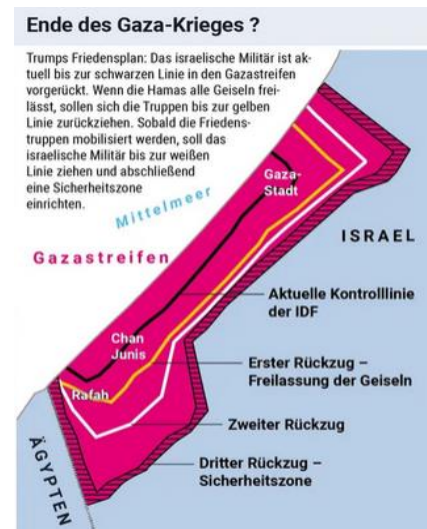 Ende des Gaza-Krieges ?
Trumps Friedensplan: Das israelische Militär ist ak-
tuell bis zur schwarzen Linie in den Gazastreifen
vorgerückt. Wenn die Hamas alle Geiseln frei-
lässt, sollen sich die Truppen bis zur gelben
Linie zurückziehen. Sobald die Friedens-
truppen mobilisiert werden, soll das
israelische Militär bis zur weißen
Linie ziehen und abschließend
eine Sicherheitszone
einrichten.
Mittelmeer
Gaza-
Stadt
ISRAEL
Gazastreifen
Aktuelle Kontrolllinie
der IDF
Chan
Junis
Erster Rückzug –
Freilassung der Geiseln
Rafah
Zweiter Rückzug
Dritter Rückzug –
Sicherheitszone
ÄGYPTEN